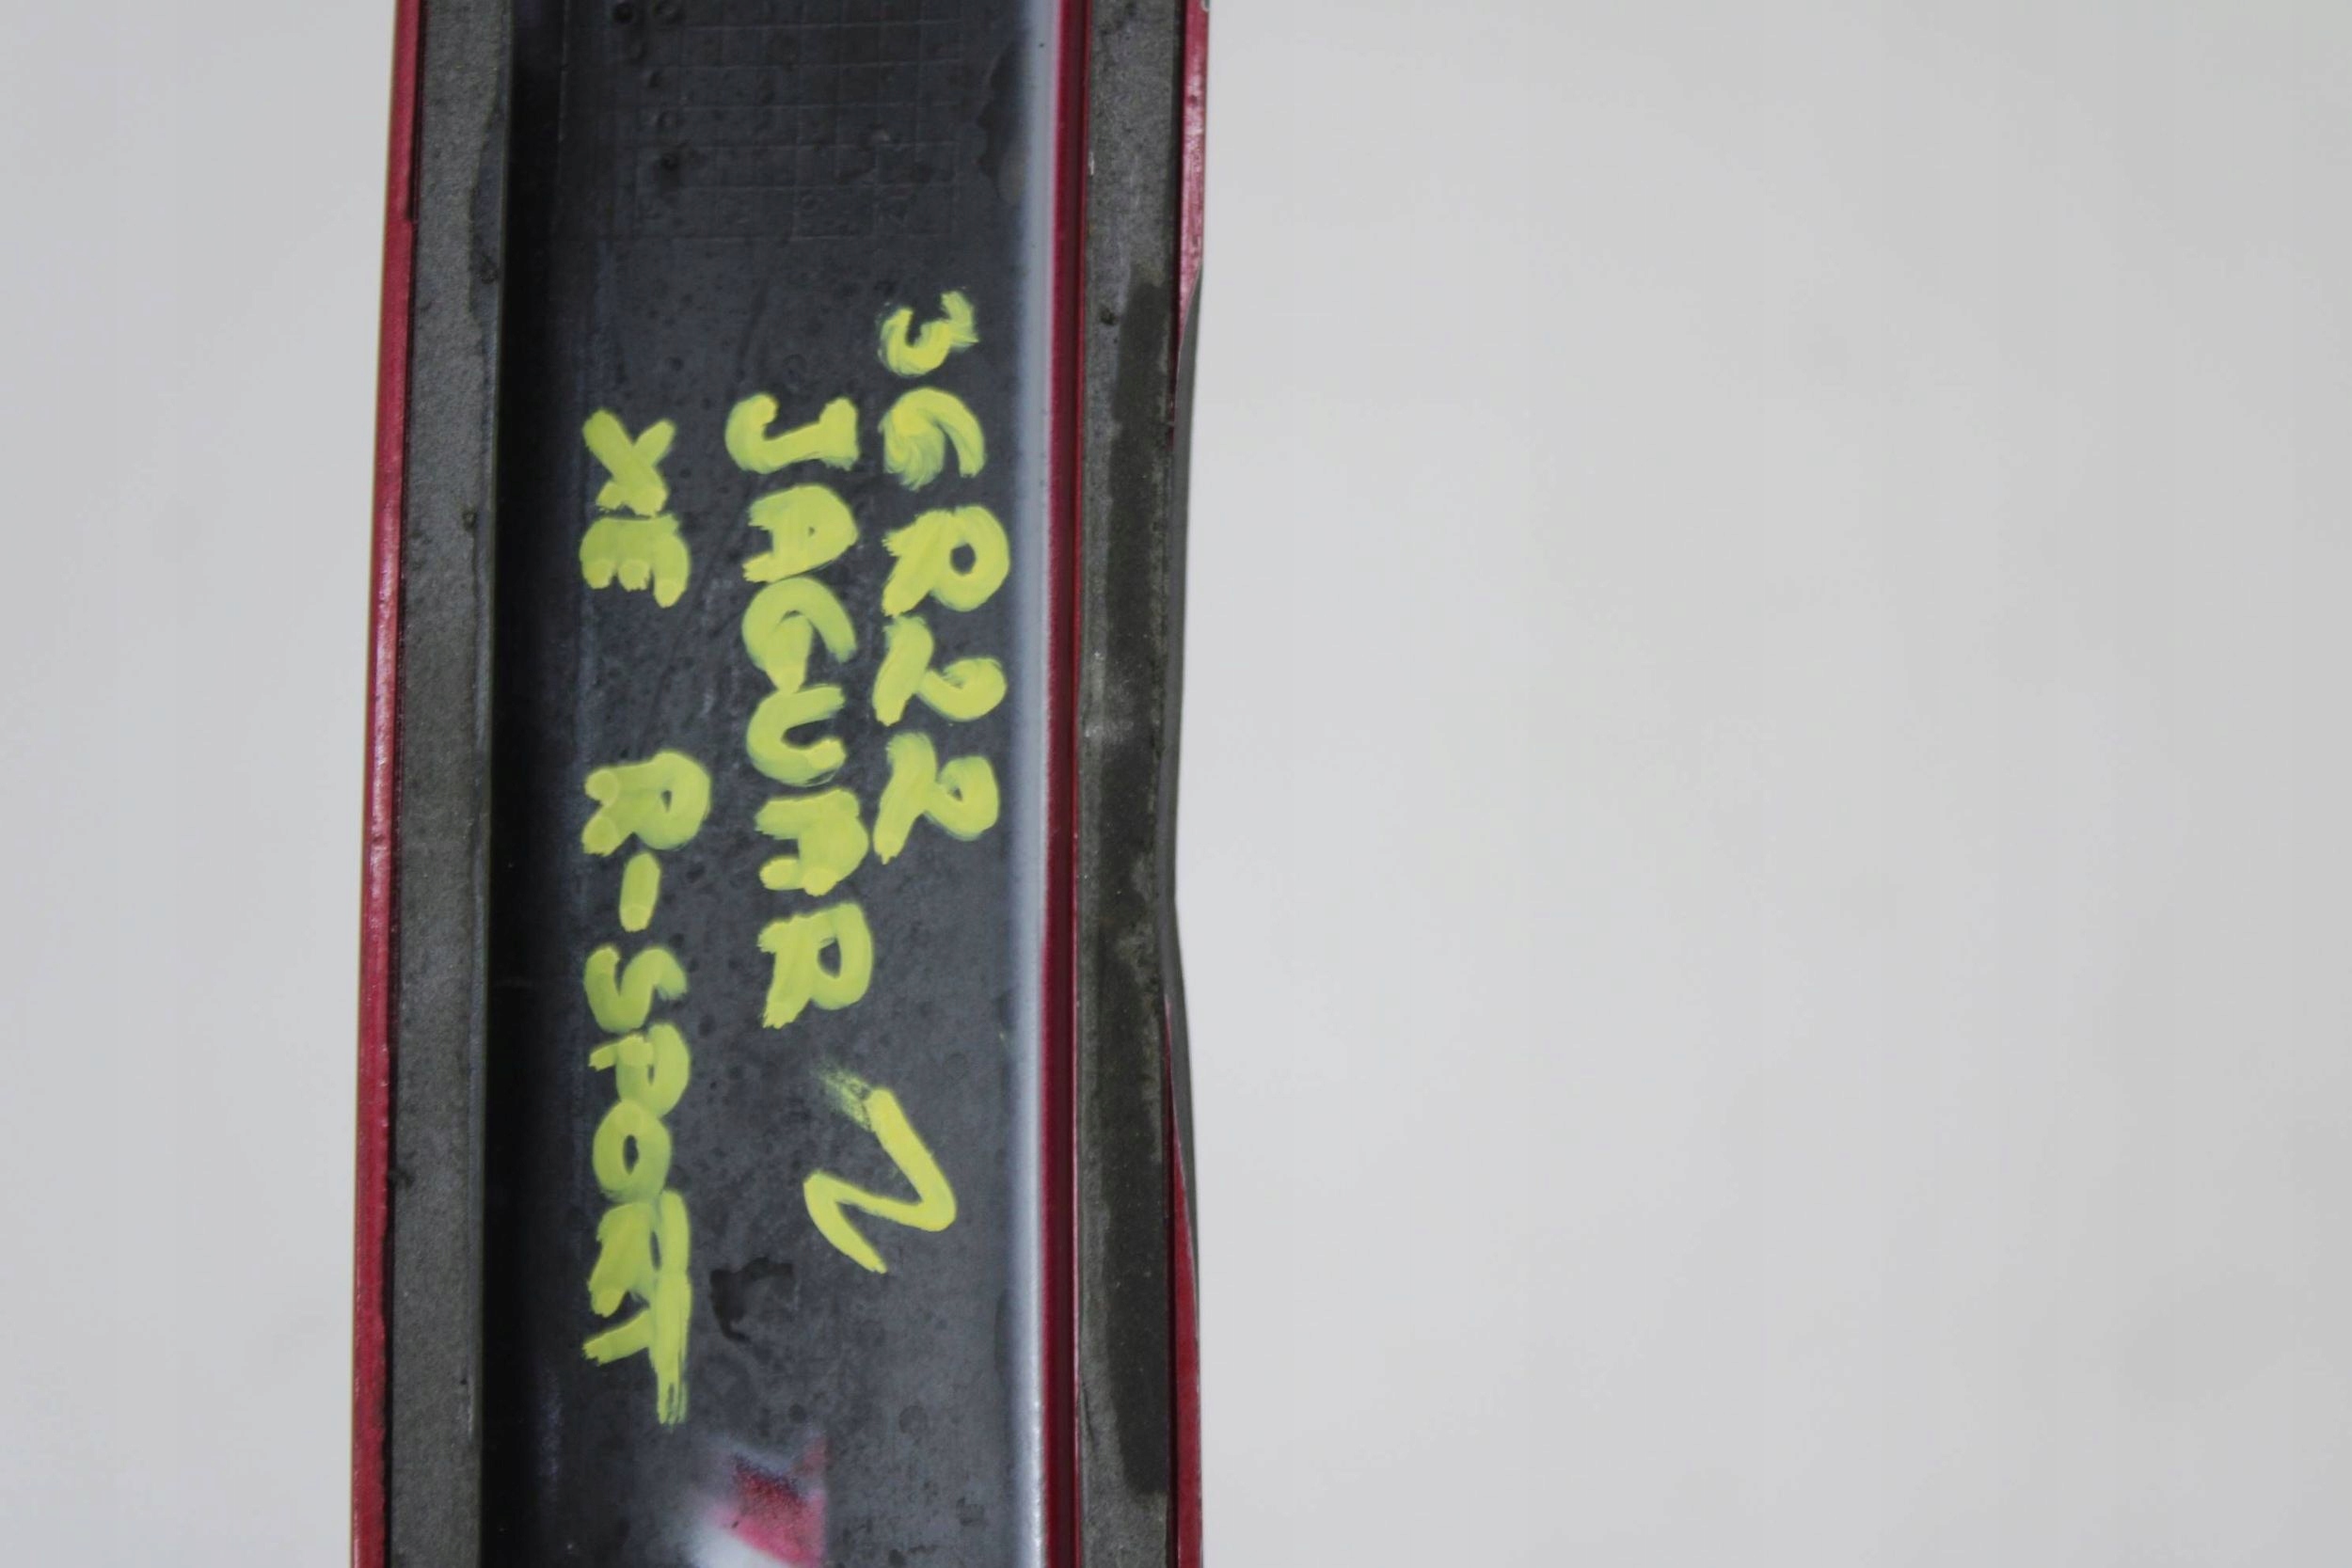 36R22
JAGUAR N
XE R-SPORT